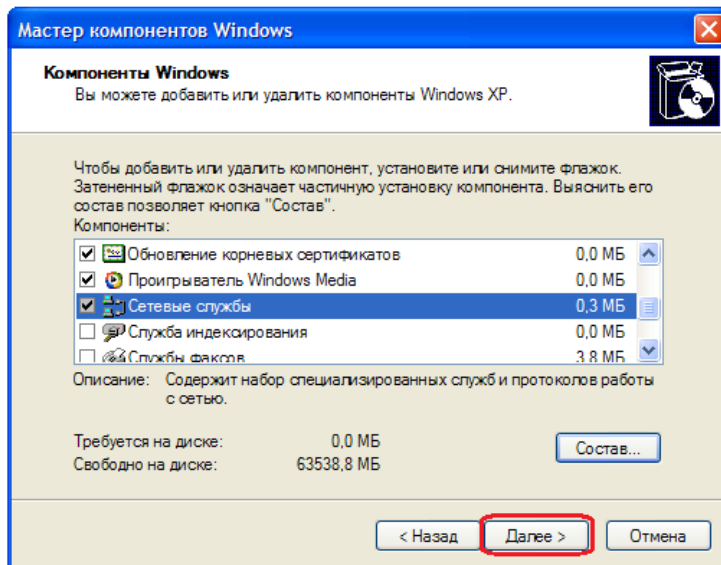 Мастер компонентов Windows
Компоненты Windows
Вы можете добавить или удалить компоненты Windows XP.
Чтобы добавить или удалить компонент, установите или снимите флажок.
Затененный флажок означает частичную установку компонента. Выяснить его
состав позволяет кнопка "Состав".
Компоненты:
Обновление корневых сертификатов 0,0 МБ
Проигрыватель Windows Media 0,0 МБ
Сетевые службы 0,3 МБ
Служба индексирования 0,0 МБ
Службы факсов 3,8 МБ
Описание: Содержит набор специализированных служб и протоколов работы
с сетью.
Требуется на диске: 0,0 МБ
Свободно на диске: 63538,8 МБ
Состав...
< Назад Далее > Отмена